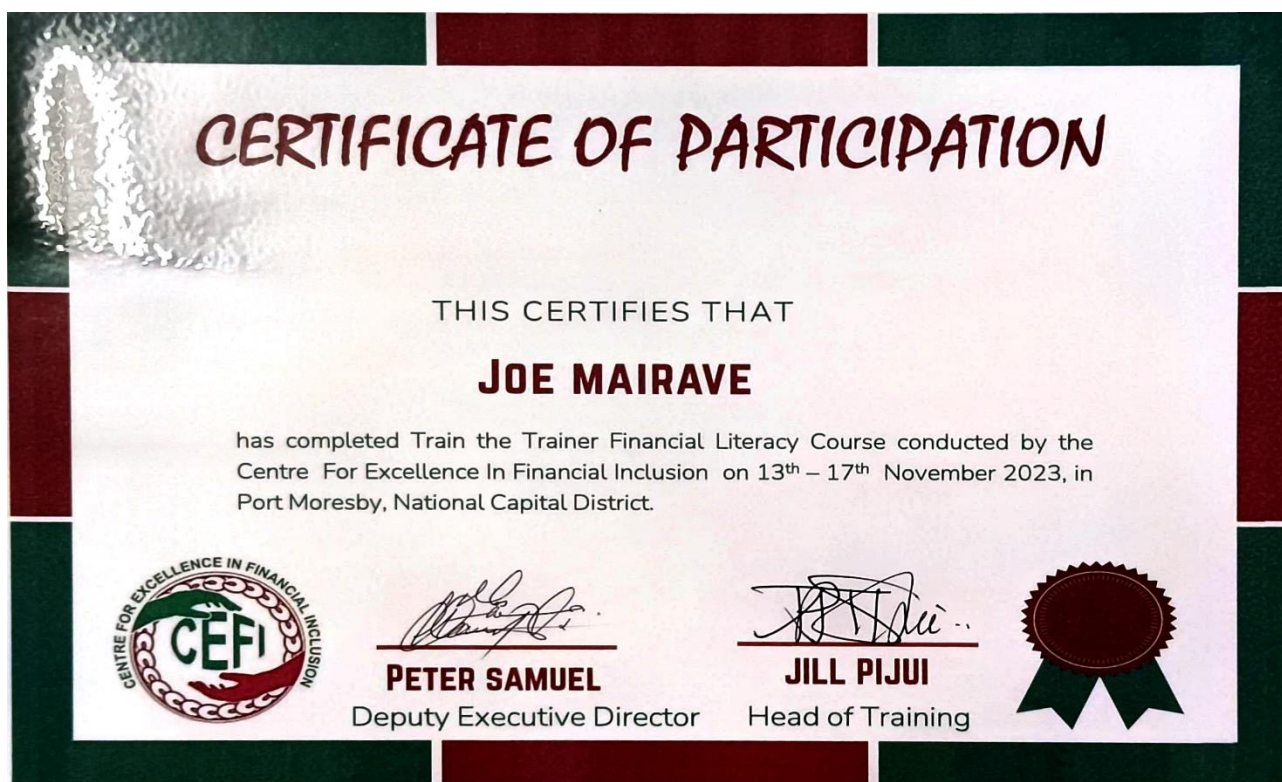 CERTIFICATE OF PARTICIPATION
THIS CERTIFIES THAT
JOE MAIRAVE
has completed Train the Trainer Financial Literacy Course conducted by the
Centre For Excellence In Financial Inclusion on 13th – 17th November 2023, in
Port Moresby, National Capital District.
CENTRE FOR EXCELLENCE IN FINANCIAL INCLUSION
CEFI
PETER SAMUEL
Deputy Executive Director
JILL PIJUI
Head of Training